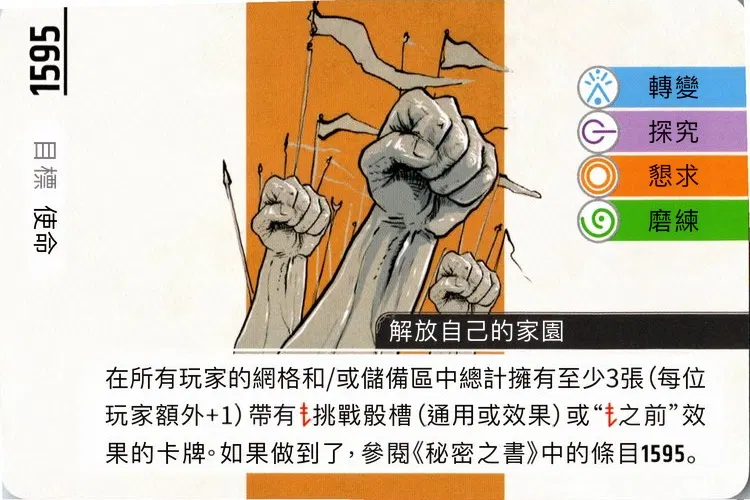 1595
目標 使命
轉變
探究
懇求
磨練
解放自己的家園
在所有玩家的網格和/或儲備區中總計擁有至少3張(每位
玩家額外+1)帶有挑戰骰槽(通用或效果)或“之前”效
果的卡牌。如果做到了,參閱《秘密之書》中的條目1595。